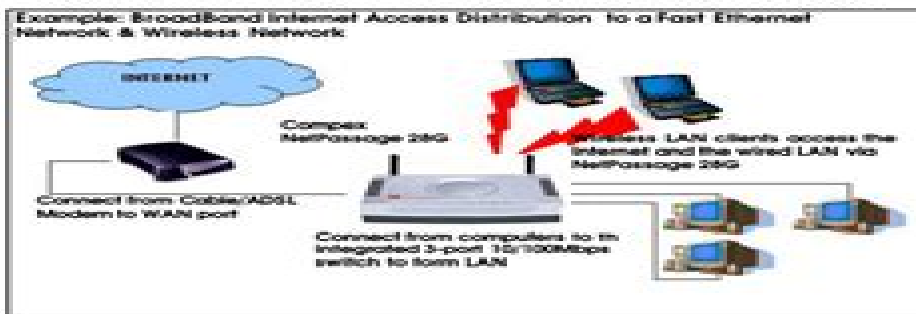 Example: BroadBand Internet Access Distribution to a Fast Ethernet
Network & Wireless Network
INTERNET
Compex
NetPassage 28G
Wireless LAN clients access the
Internet and the wired LAN via
NetPassage 28G
Connect from Cable/ADSL
Modem to WAN port
Connect from computers to th
Integrated 3-port 10/100Mbps
switch to form LAN